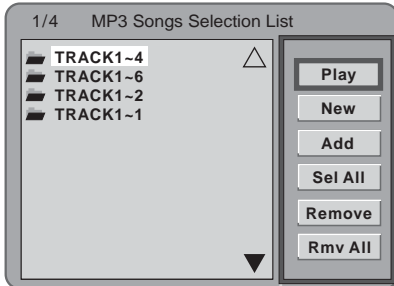 1/4 MP3 Songs Selection List
TRACK1~4
TRACK1~6
TRACK1~2
TRACK1~1
Play
New
Add
Sel All
Remove
Rmv All